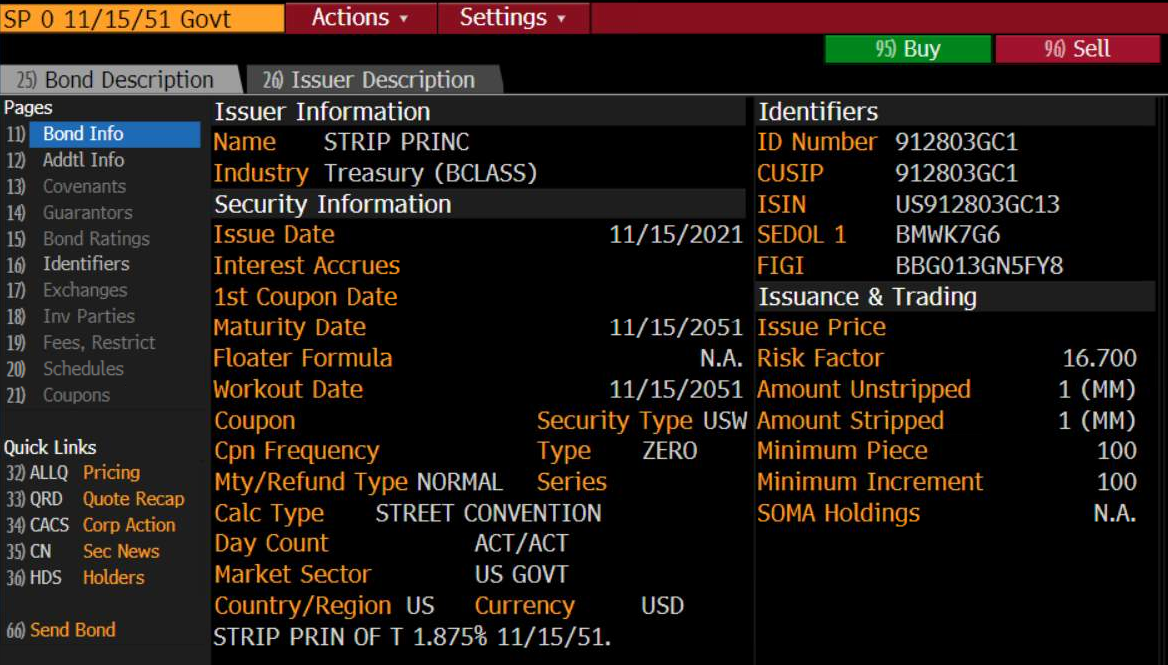 SP 0 11/15/51 Govt
Actions ▾
Settings ▾
95) Buy
96) Sell
25) Bond Description
26) Issuer Description
Pages
11) Bond Info
12) Addtl Info
13) Covenants
14) Guarantors
15) Bond Ratings
16) Identifiers
17) Exchanges
18) Inv Parties
19) Fees, Restrict
20) Schedules
21) Coupons
Quick Links
32) ALLQ Pricing
33) QRD Quote Recap
34) CACS Corp Action
35) CN Sec News
36) HDS Holders
66) Send Bond
Issuer Information
Name STRIP PRINC
Industry Treasury (BCLASS)
Security Information
Issue Date 11/15/2021
Interest Accrues
1st Coupon Date
Maturity Date 11/15/2051
Floater Formula N.A.
Workout Date 11/15/2051
Coupon Security Type USW
Cpn Frequency Type ZERO
Mty/Refund Type NORMAL Series
Calc Type STREET CONVENTION
Day Count ACT/ACT
Market Sector US GOVT
Country/Region US Currency USD
STRIP PRIN OF T 1.875% 11/15/51.
Identifiers
ID Number 912803GC1
CUSIP 912803GC1
ISIN US912803GC13
SEDOL 1 BMWK7G6
FIGI BBG013GN5FY8
Issuance & Trading
Issue Price
Risk Factor 16.700
Amount Unstripped 1 (MM)
Amount Stripped 1 (MM)
Minimum Piece 100
Minimum Increment 100
SOMA Holdings N.A.